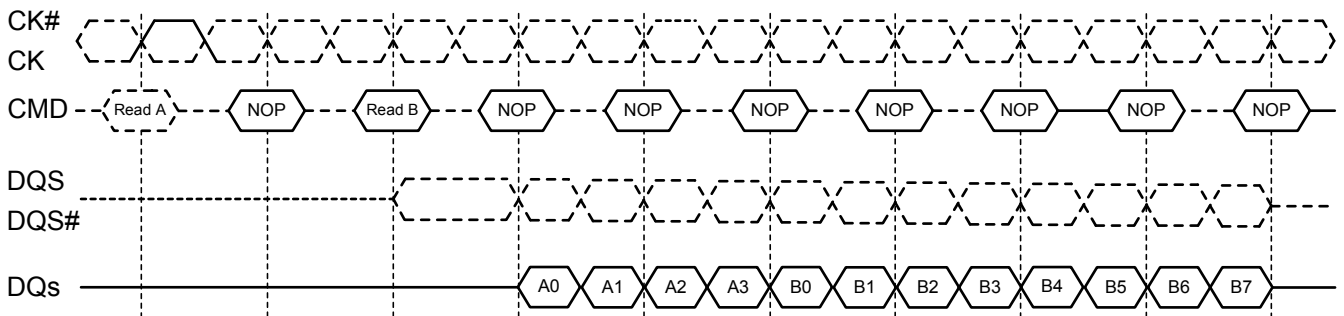 CK#
CK
CMD Read A NOP Read B NOP NOP NOP NOP NOP NOP NOP
DQS
DQS#
DQs A0 A1 A2 A3 B0 B1 B2 B3 B4 B5 B6 B7